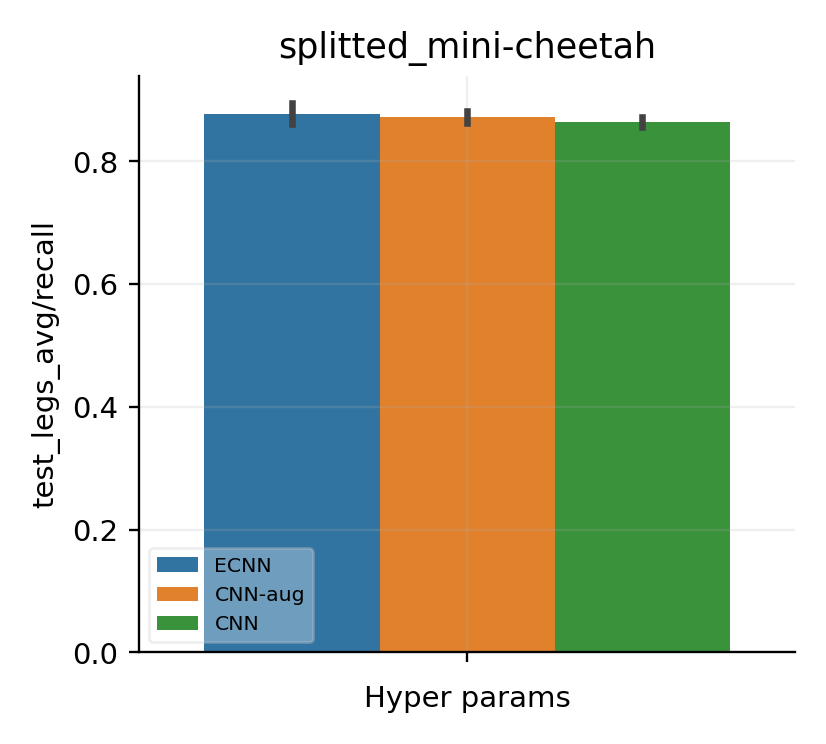 splitted_mini-cheetah
test_legs_avg/recall
0.8
0.6
0.4
0.2
0.0
ECNN
CNN-aug
CNN
Hyper params